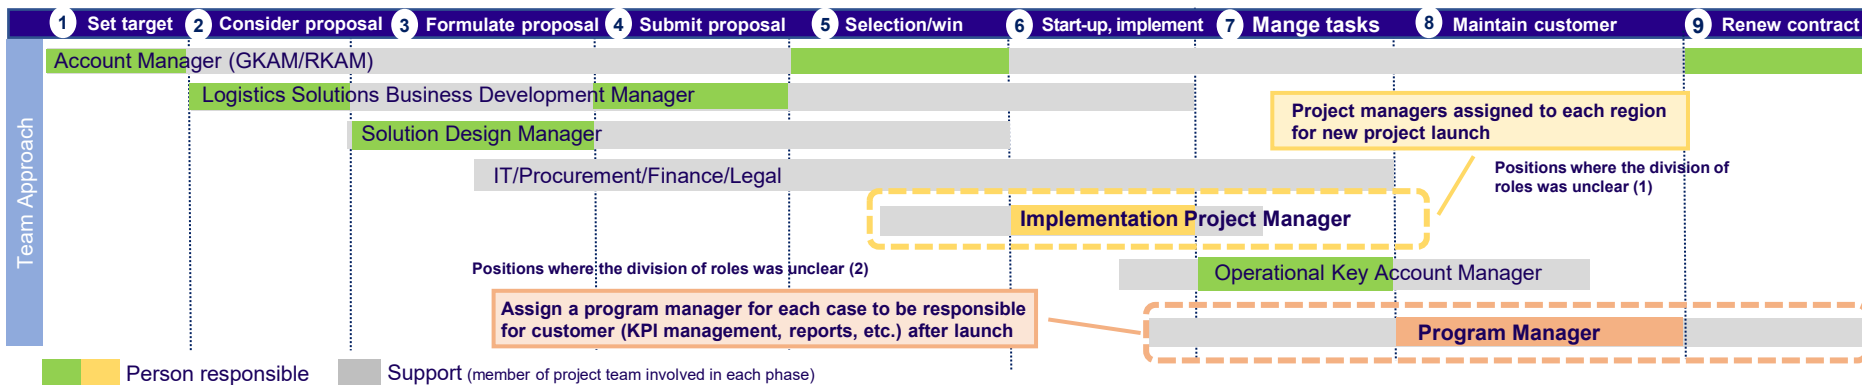 1 Set target 2 Consider proposal 3 Formulate proposal 4 Submit proposal 5 Selection/win 6 Start-up, implement 7 Mange tasks 8 Maintain customer 9 Renew contract
Team Approach
Account Manager (GKAM/RKAM)
Logistics Solutions Business Development Manager
Project managers assigned to each region
for new project launch
Solution Design Manager
IT/Procurement/Finance/Legal
Positions where the division of
roles was unclear (1)
Implementation Project Manager
Positions where the division of roles was unclear (2)
Operational Key Account Manager
Assign a program manager for each case to be responsible
for customer (KPI management, reports, etc.) after launch
Program Manager
Person responsible
Support (member of project team involved in each phase)